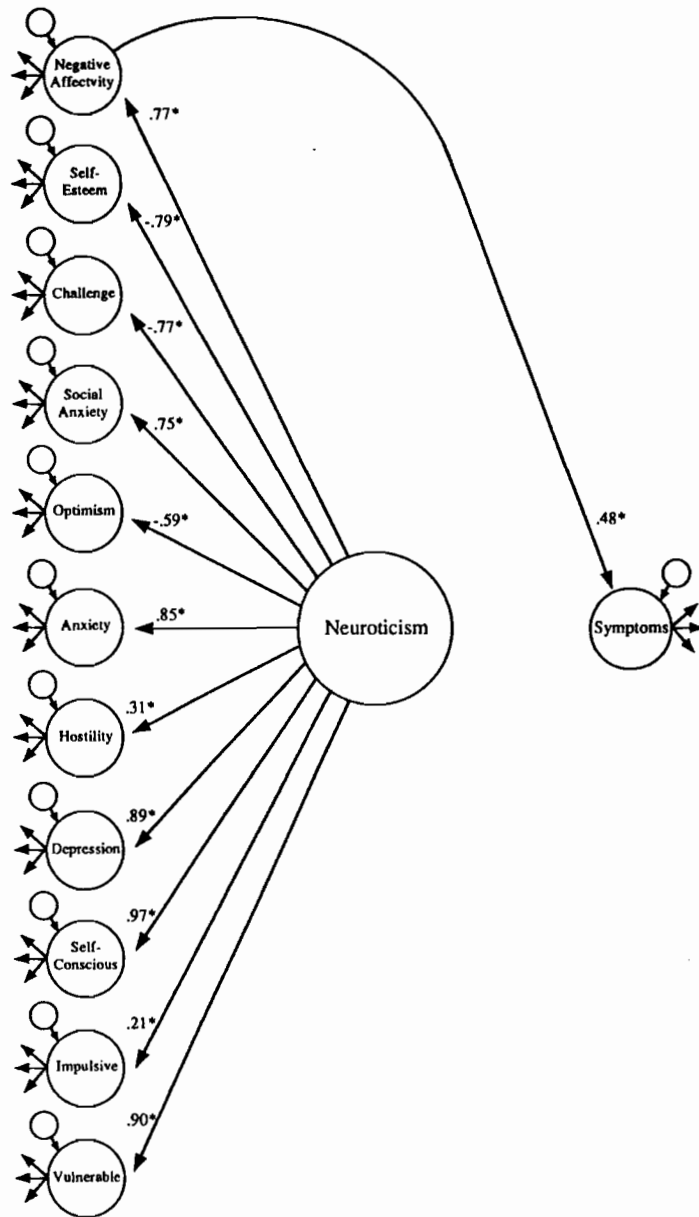 Negative
Affectvity
.77*
Self-
Esteem
-.79*
Challenge
-.77*
Social
Anxiety
.75*
Optimism
-.59*
Anxiety
.85*
Neuroticism
.48*
Symptoms
Hostility
.31*
Depression
.89*
Self-
Conscious
.97*
Impulsive
.21*
Vulnerable
.90*